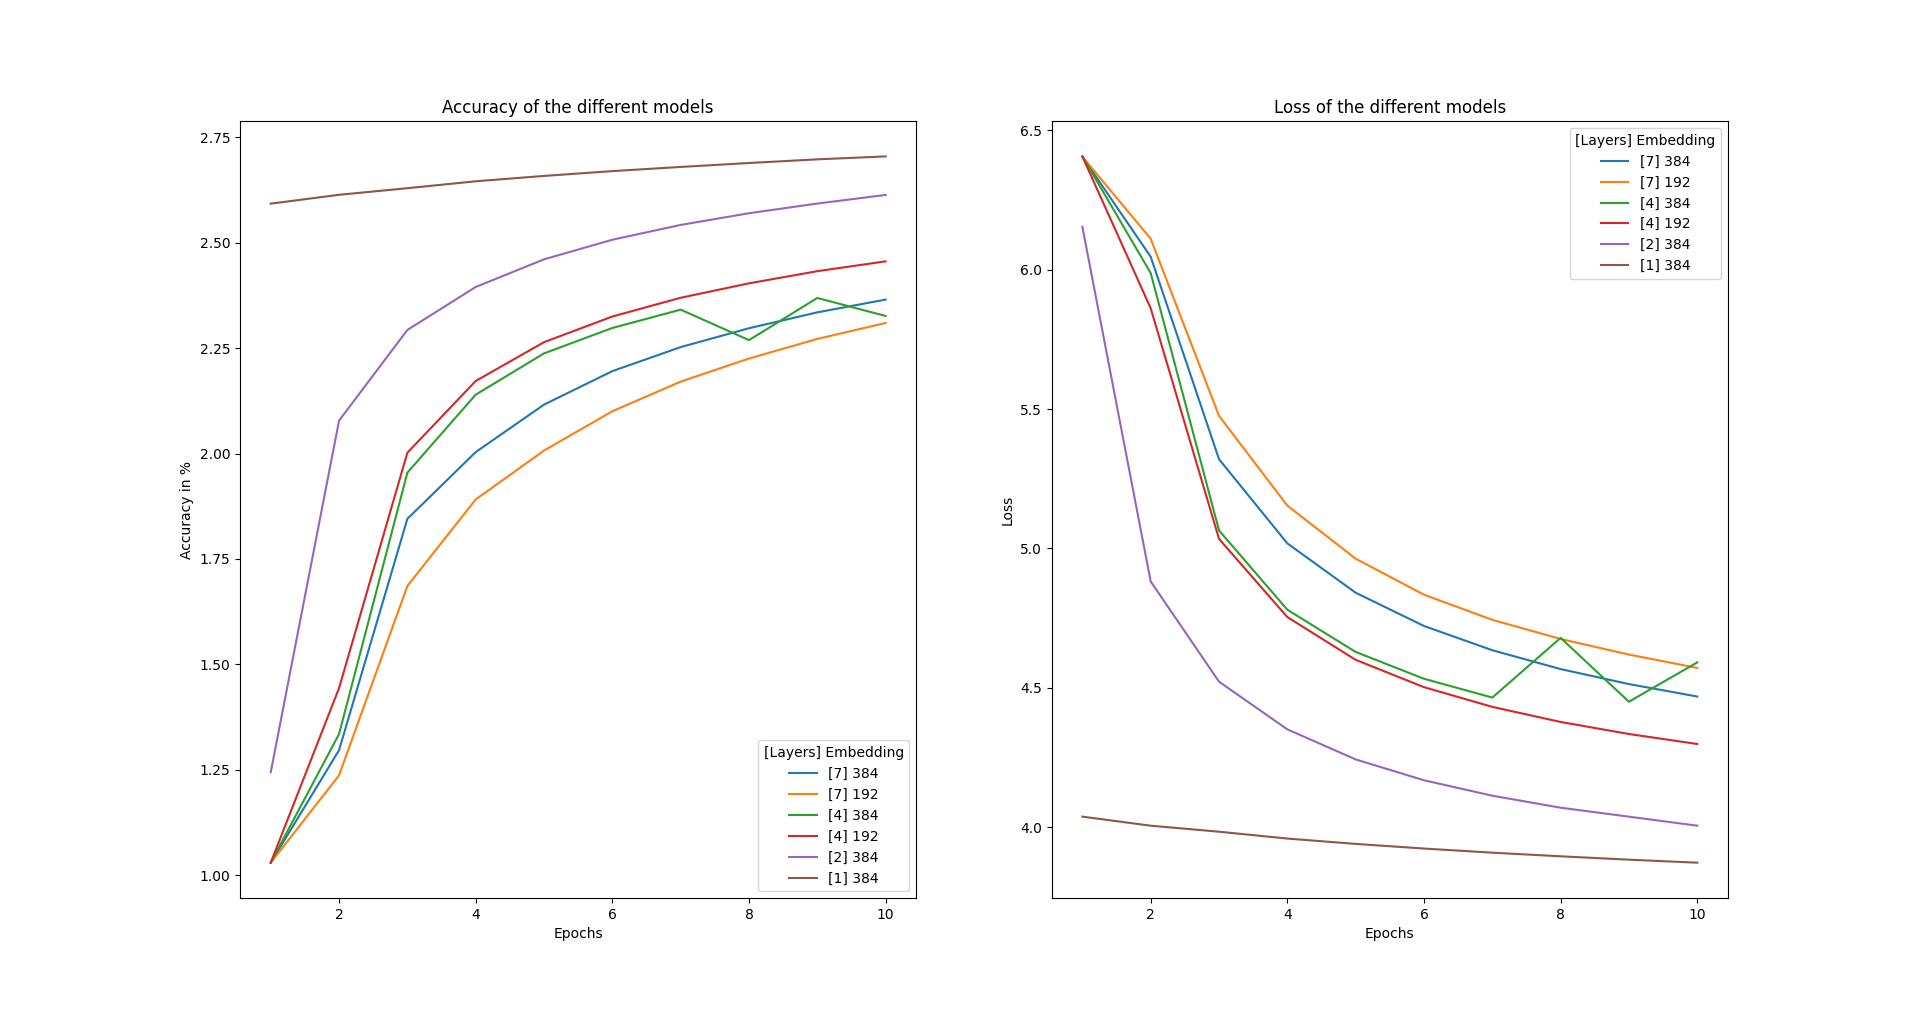 Accuracy of the different models
2.75
2.50
2.25
2.00
1.75
1.50
1.25
1.00
Accuracy in %
2 4 6 8 10
Epochs
[Layers] Embedding
[7] 384
[7] 192
[4] 384
[4] 192
[2] 384
[1] 384
Loss of the different models
6.5
6.0
5.5
5.0
4.5
4.0
Loss
2 4 6 8 10
Epochs
[Layers] Embedding
[7] 384
[7] 192
[4] 384
[4] 192
[2] 384
[1] 384